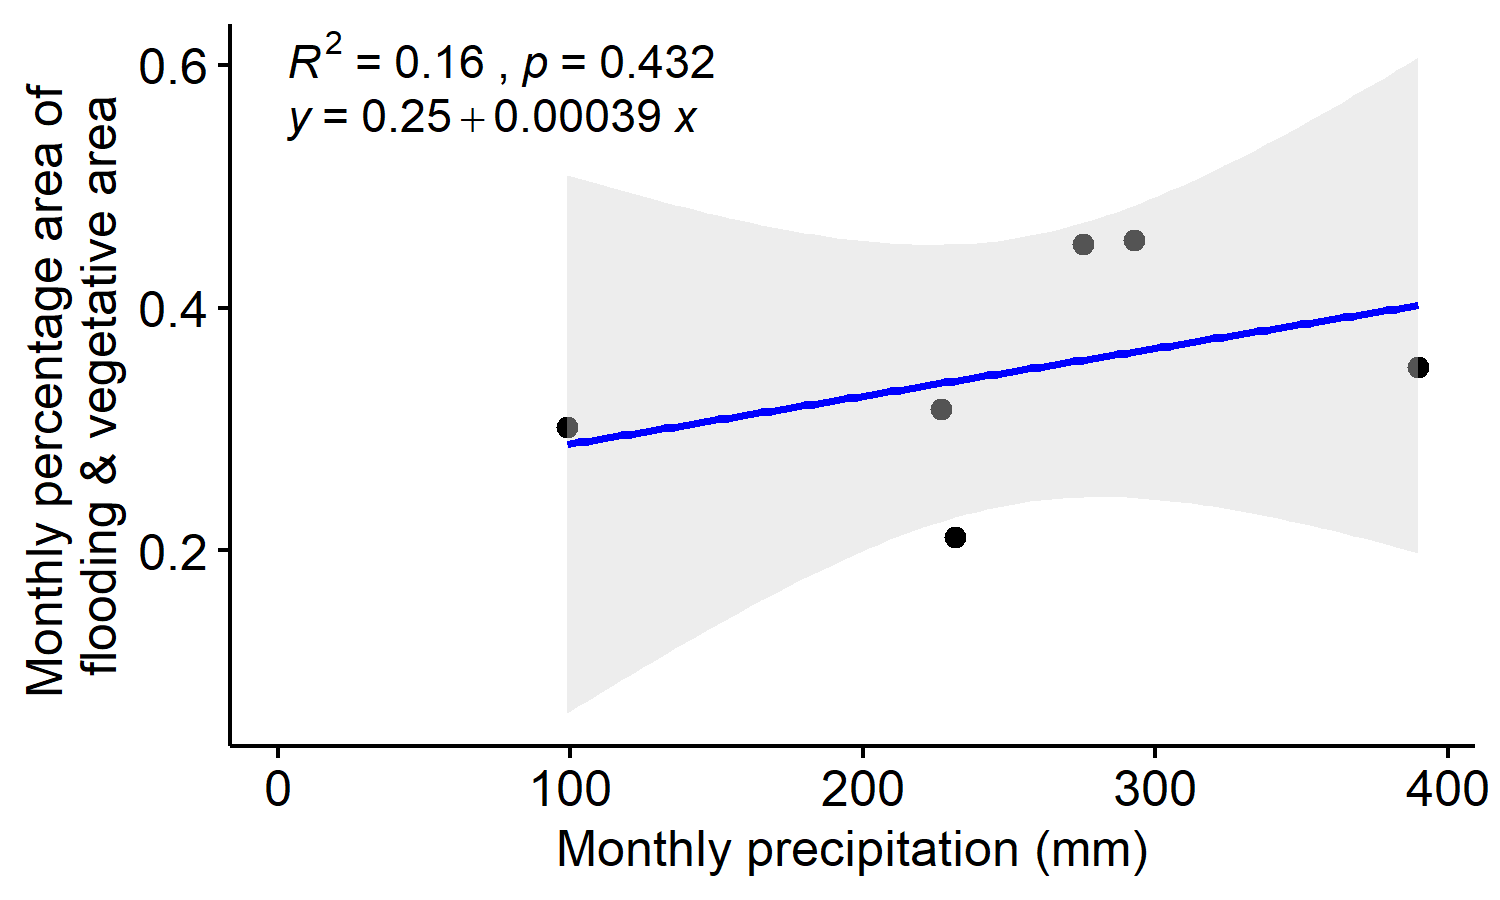 Monthly percentage area of
flooding & vegetative area
R² = 0.16 , p = 0.432
y = 0.25 + 0.00039 x
0.6
0.4
0.2
0 100 200 300 400
Monthly precipitation (mm)